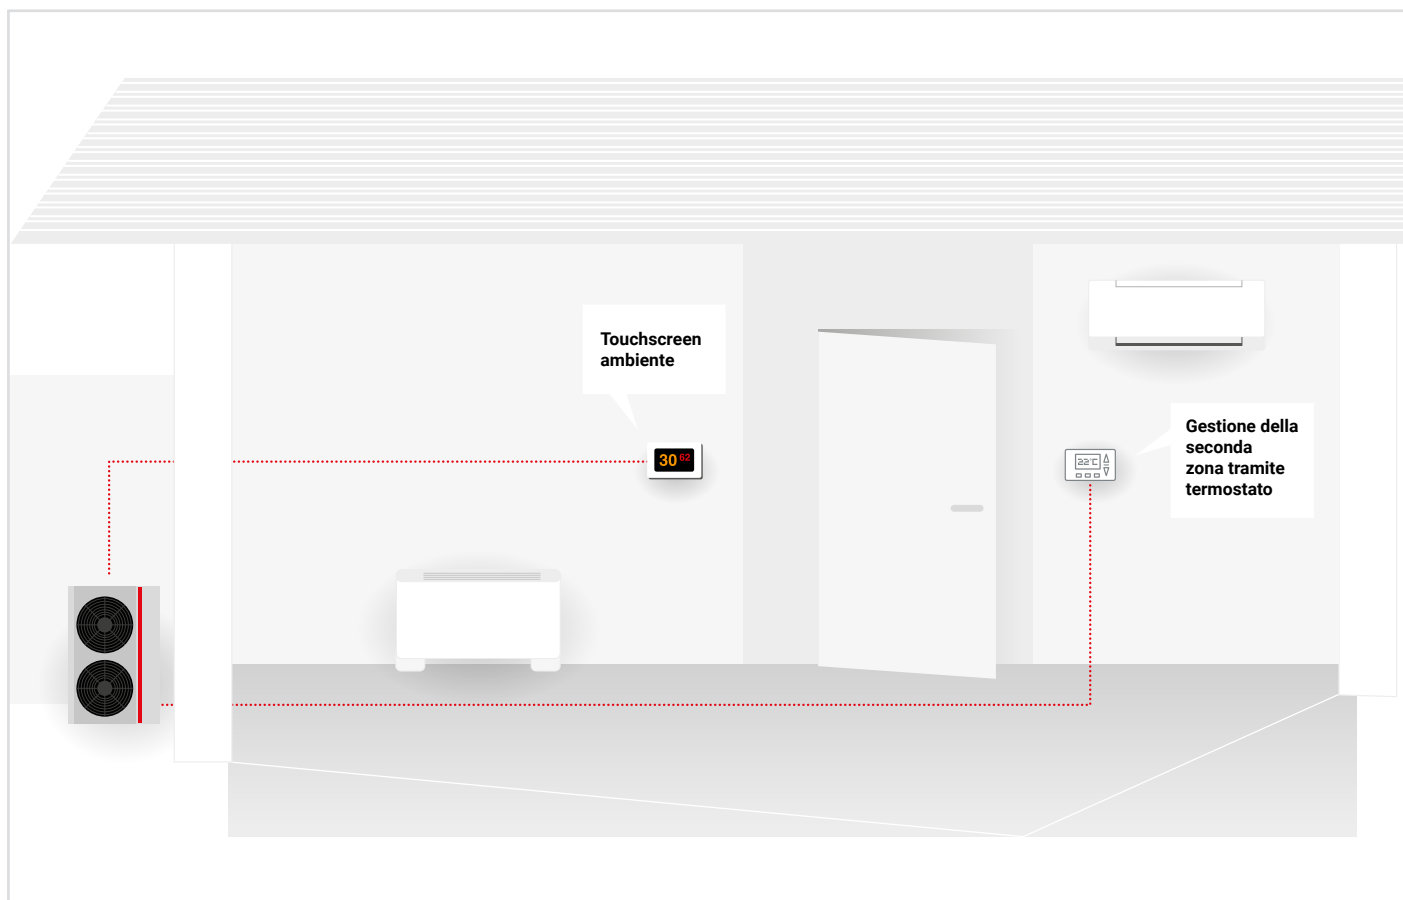 Touchscreen
ambiente
30 62
Gestione della
seconda
zona tramite
termostato
22°C